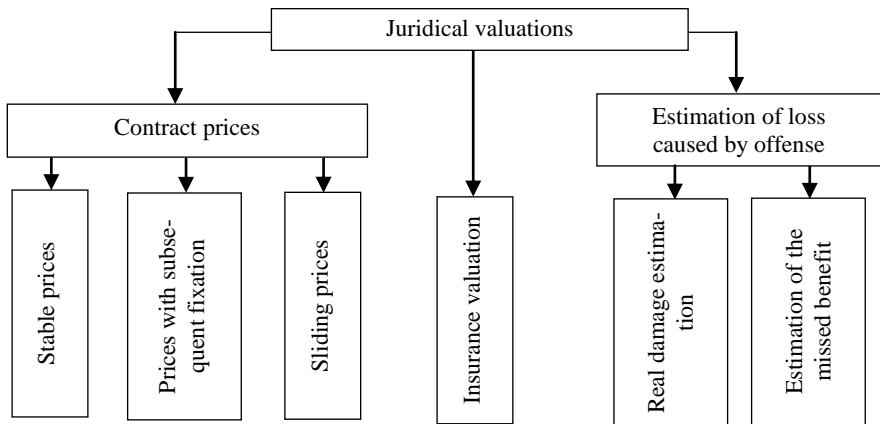 Juridical valuations
Contract prices
Estimation of loss
caused by offense
Stable prices
Prices with subse-
quent fixation
Sliding prices
Insurance valuation
Real damage estima-
tion
Estimation of the
missed benefit